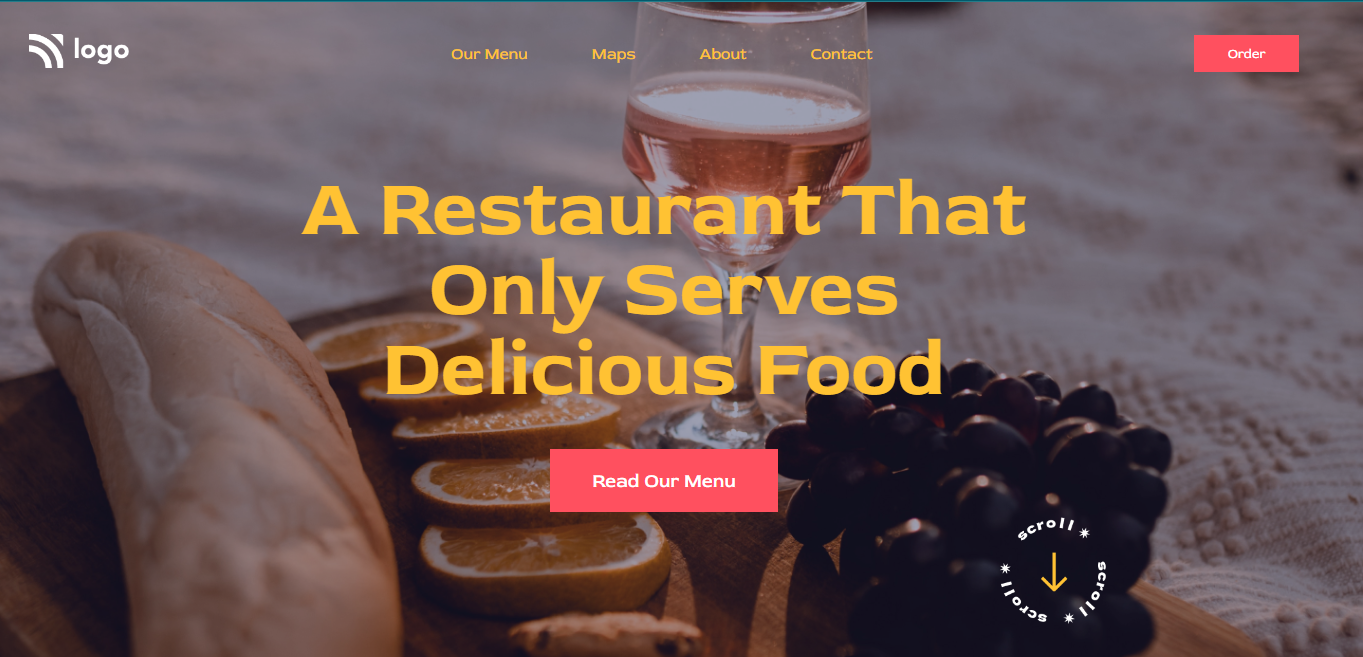 logo
Our Menu Maps About Contact
Order
A Restaurant That
Only Serves
Delicious Food
Read Our Menu
scroll * scroll * scroll *